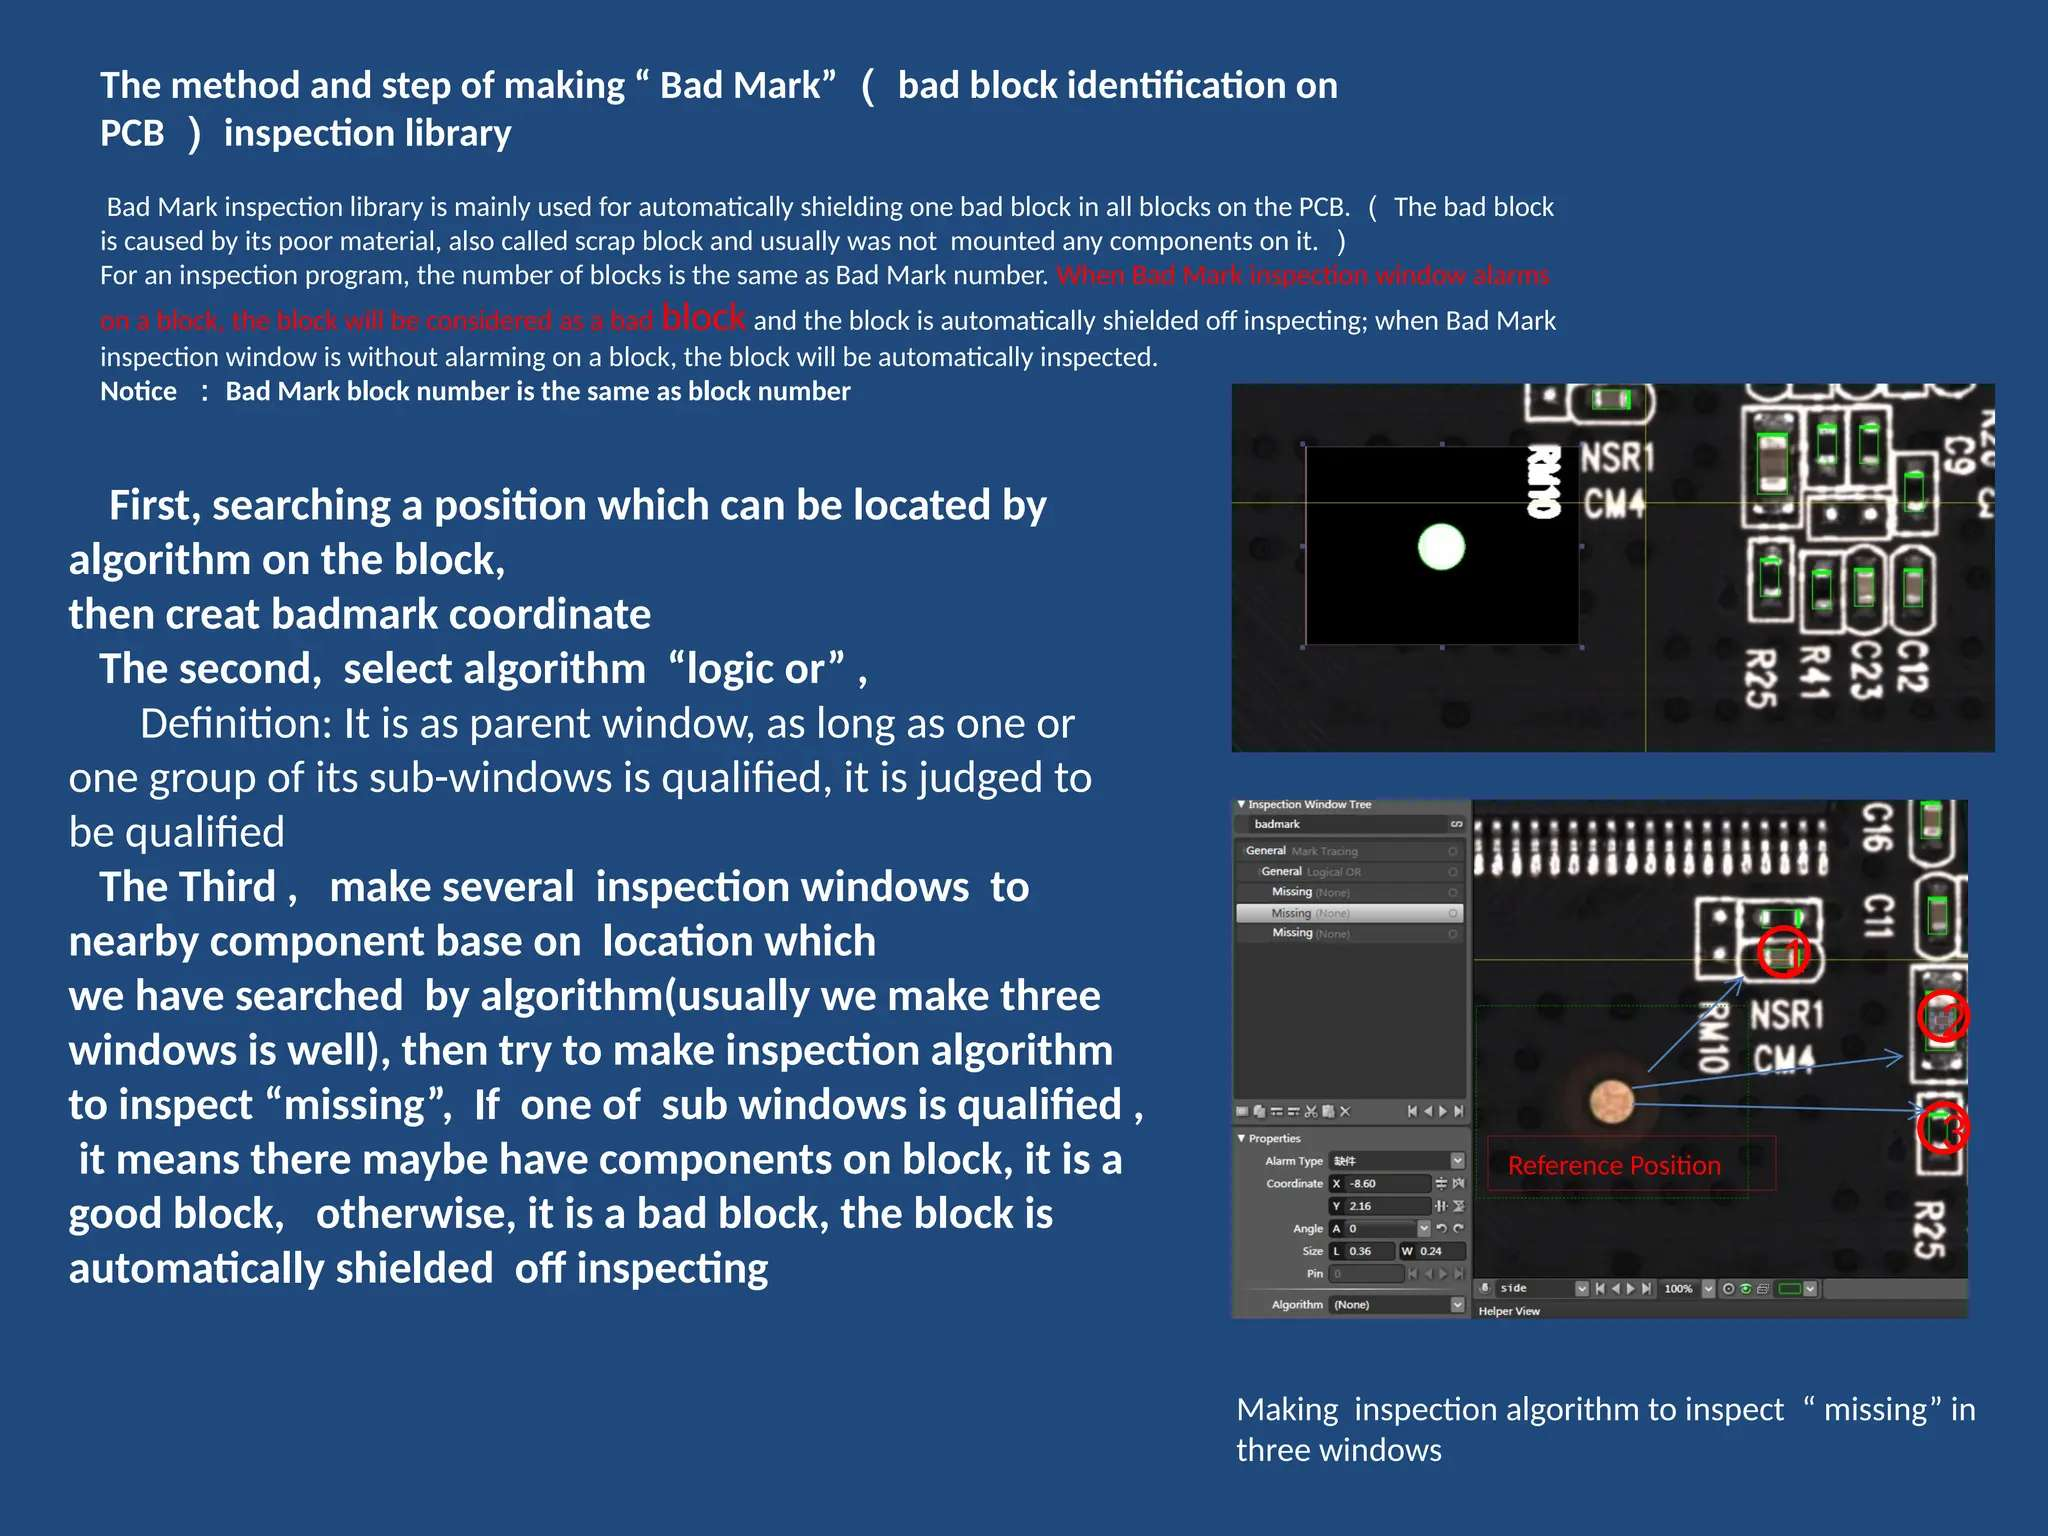 The method and step of making “ Bad Mark” （ bad block identification on
PCB ） inspection library
Bad Mark inspection library is mainly used for automatically shielding one bad block in all blocks on the PCB. （ The bad block
is caused by its poor material, also called scrap block and usually was not mounted any components on it. ）
For an inspection program, the number of blocks is the same as Bad Mark number. When Bad Mark inspection window alarms
on a block, the block will be considered as a bad block and the block is automatically shielded off inspecting; when Bad Mark
inspection window is without alarming on a block, the block will be automatically inspected.
Notice ：Bad Mark block number is the same as block number
First, searching a position which can be located by
algorithm on the block,
then creat badmark coordinate
The second, select algorithm “logic or” ,
Definition: It is as parent window, as long as one or
one group of its sub-windows is qualified, it is judged to
be qualified
The Third , make several inspection windows to
nearby component base on location which
we have searched by algorithm(usually we make three
windows is well), then try to make inspection algorithm
to inspect “missing”, If one of sub windows is qualified ,
it means there maybe have components on block, it is a
good block, otherwise, it is a bad block, the block is
automatically shielded off inspecting
RM10
NSR1
CM4
C9
R25
R41
C23
C12
Inspection Window Tree
badmark
General Mark Tracing
General Logical OR
Missing (None)
Missing (None)
Missing (None)
Properties
Alarm Type 缺件
Coordinate X -8.60
Y 2.16
Angle A 0
Size L 0.36 W 0.24
Pin 0
Algorithm (None)
C16
C11
1
2
3
RM10
NSR1
CM4
Reference Position
R25
side 100%
Helper View
Making inspection algorithm to inspect “ missing” in
three windows